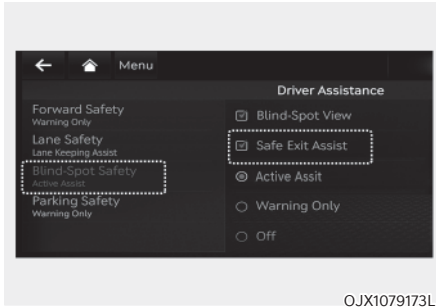 Menu
Driver Assistance
Forward Safety
Warning Only
Lane Safety
Lane Keeping Assist
Blind-Spot Safety
Active Assist
Parking Safety
Warning Only
Blind-Spot View
Safe Exit Assist
Active Assit
Warning Only
Off
OJX1079173L